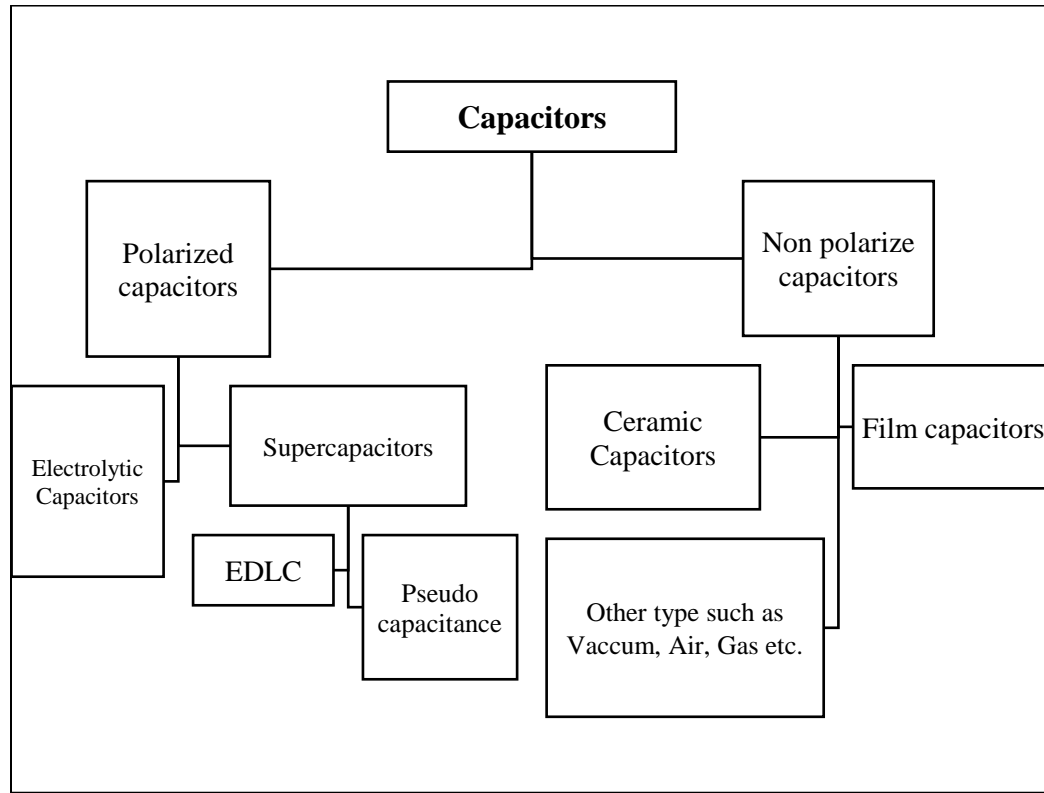 Capacitors
Polarized
capacitors
Non polarize
capacitors
Electrolytic
Capacitors
Supercapacitors
Ceramic
Capacitors
Film capacitors
EDLC
Pseudo
capacitance
Other type such as
Vaccum, Air, Gas etc.